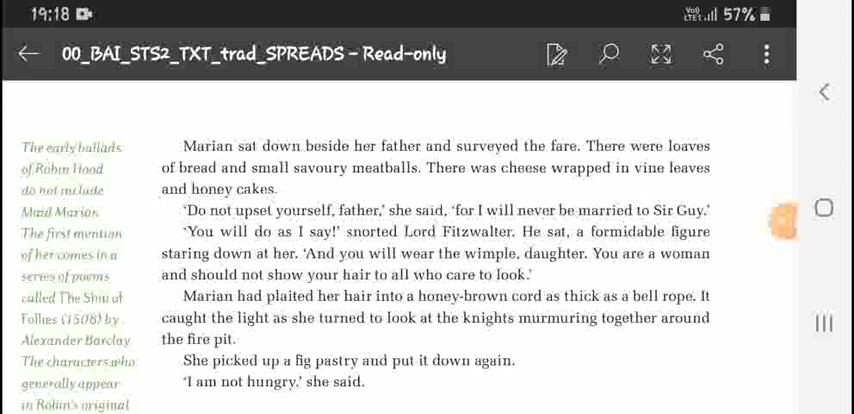 19:18
Vo))
LTE1
57%
00_BAI_STS2_TXT_trad_SPREADS – Read-only
The early ballads
of Robin Hood
do not include
Maid Marion.
The first mention
of her comes in a
series of poems
called The Ship of
Follies (1508) by
Alexander Barclay.
The characters who
generally appear
in Robin's original
Marian sat down beside her father and surveyed the fare. There were loaves
of bread and small savoury meatballs. There was cheese wrapped in vine leaves
and honey cakes.
'Do not upset yourself, father,' she said, 'for I will never be married to Sir Guy.'
'You will do as I say!' snorted Lord Fitzwalter. He sat, a formidable figure
staring down at her. 'And you will wear the wimple, daughter. You are a woman
and should not show your hair to all who care to look.'
Marian had plaited her hair into a honey-brown cord as thick as a bell rope. It
caught the light as she turned to look at the knights murmuring together around
the fire pit.
She picked up a fig pastry and put it down again.
'I am not hungry,' she said.